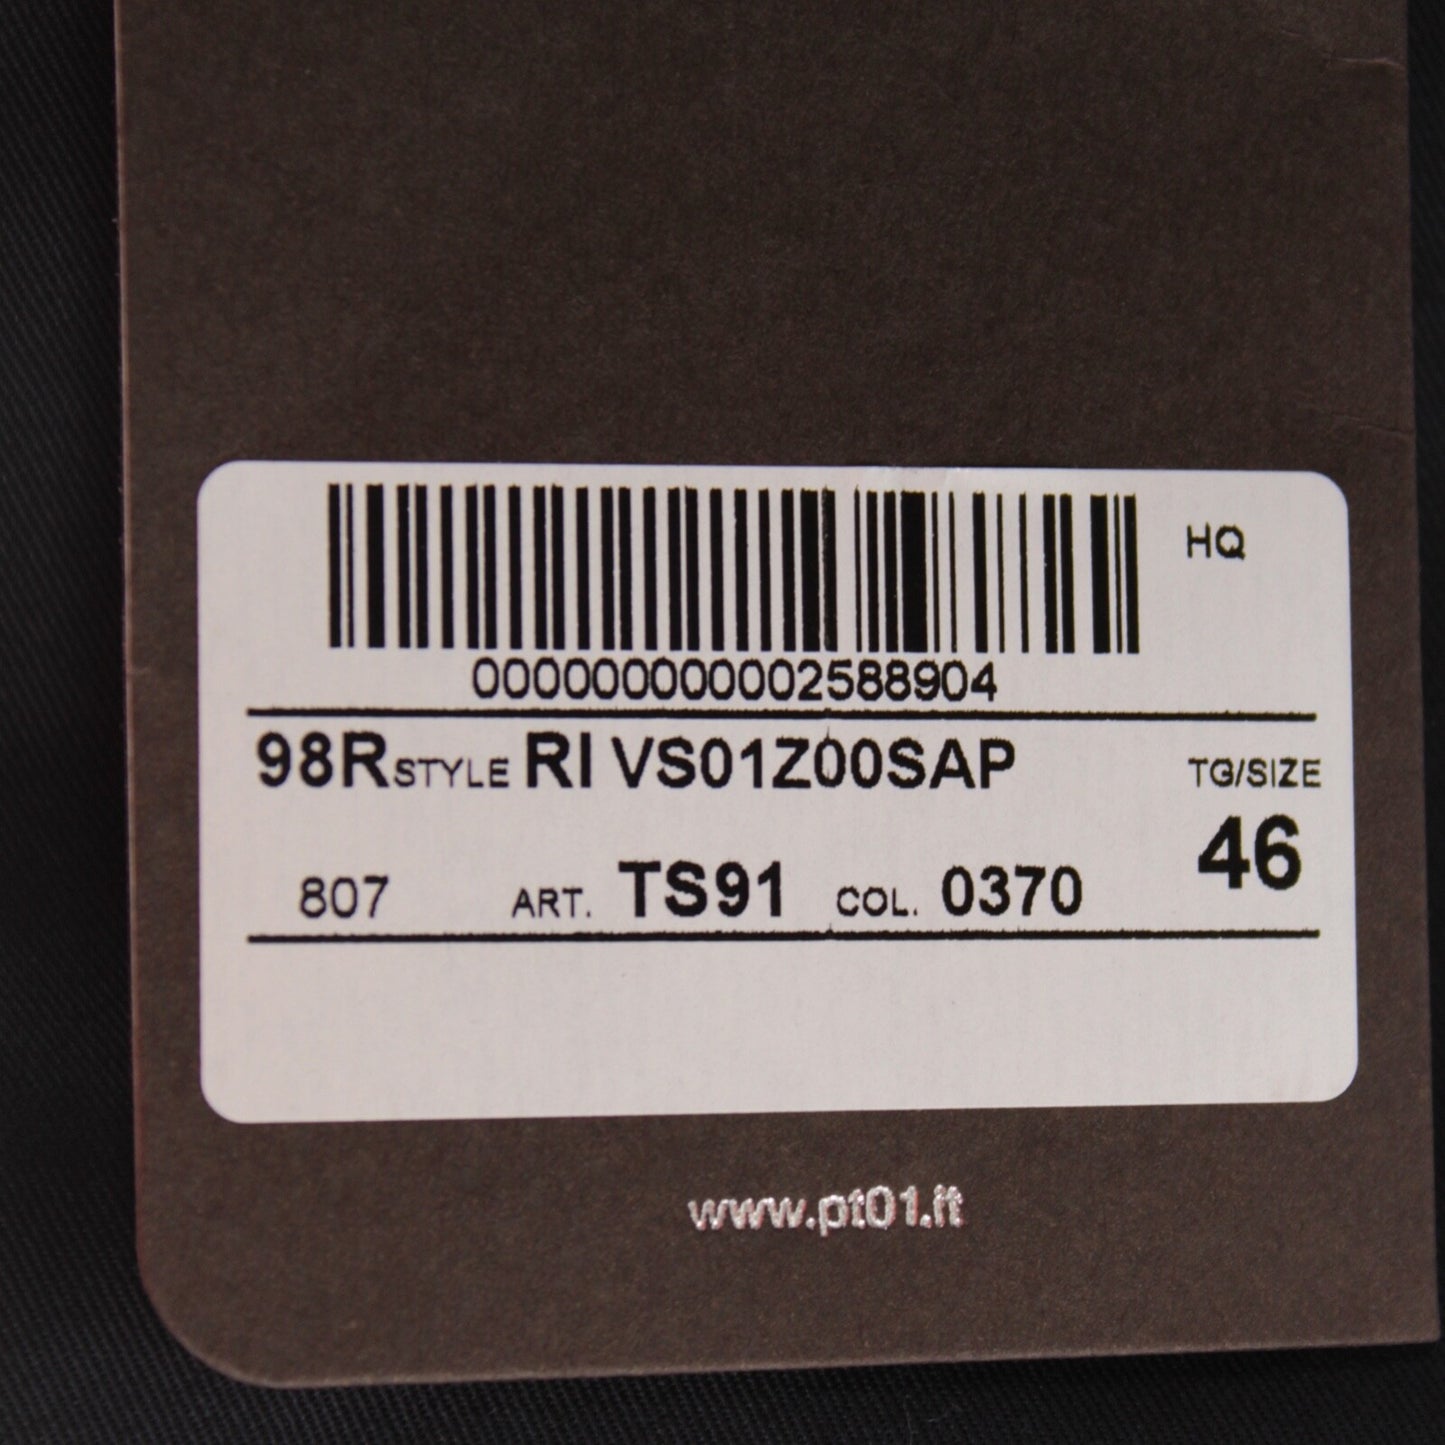 HQ
000000000002588904
98R STYLE RI VS01Z00SAP
TG/SIZE
46
807 ART. TS91 COL. 0370
www.pt01.it